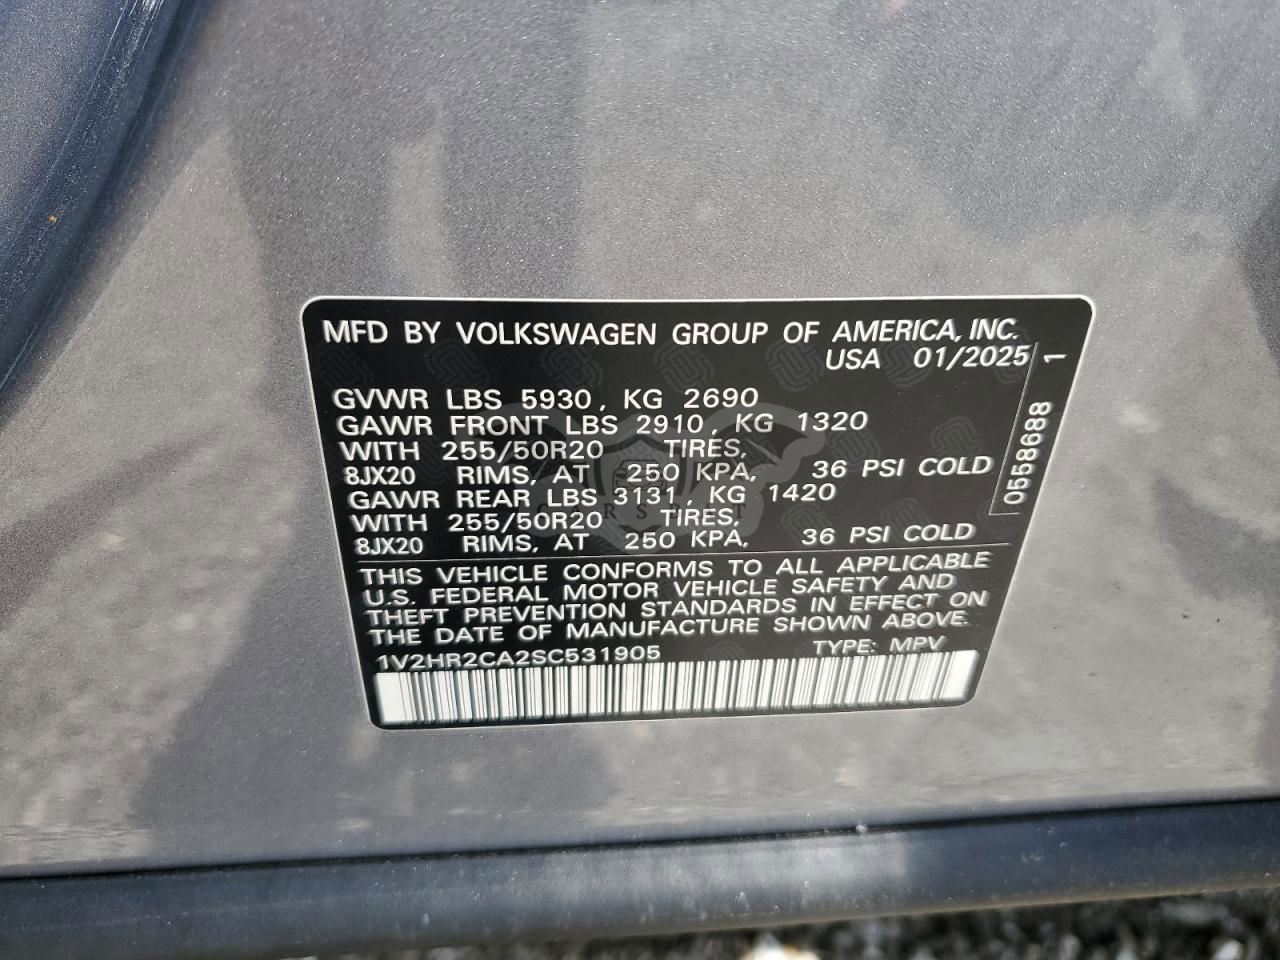 MFD BY VOLKSWAGEN GROUP OF AMERICA, INC.
USA 01/2025
GVWR LBS 5930, KG 2690
GAWR FRONT LBS 2910, KG 1320
WITH 255/50R20 TIRES,
8JX20 RIMS, AT 250 KPA, 36 PSI COLD
GAWR REAR LBS 3131, KG 1420
WITH 255/50R20 TIRES,
8JX20 RIMS, AT 250 KPA, 36 PSI COLD
THIS VEHICLE CONFORMS TO ALL APPLICABLE
U.S. FEDERAL MOTOR VEHICLE SAFETY AND
THEFT PREVENTION STANDARDS IN EFFECT ON
THE DATE OF MANUFACTURE SHOWN ABOVE.
1V2HR2CA2SC531905 TYPE: MPV
0558688 1